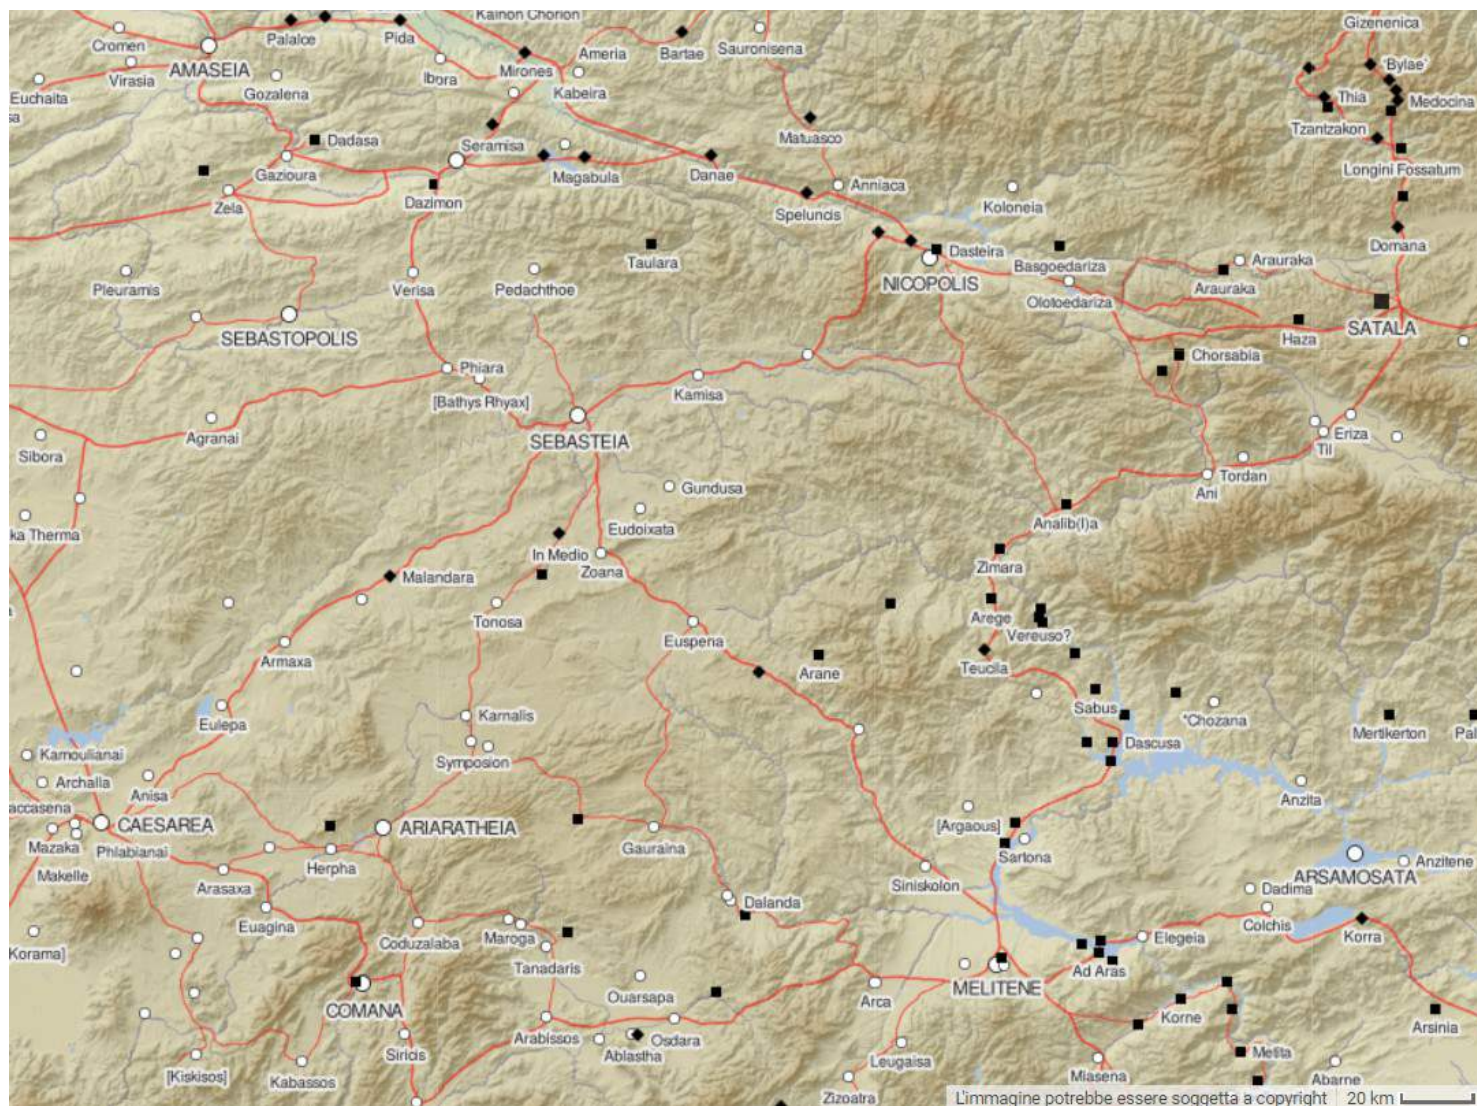 Kainon Chorion
Gizenenica
Cromen
Palalce
Pida
Ameria
Bartae
Sauronisena
AMASEIA
Virasia
Ibora
Mirones
'Bylae'
Euchaita
Gozalena
Kabeira
Thia
Medocina
sa
Dadasa
Seramisa
Matuasco
Tzantzakon
Gazioura
Magabula
Danae
Anniaca
Longini Fossatum
Zela
Dazimon
Speluncis
Koloneia
Domana
Taulara
Dasteira
Basgoedariza
Arauraka
Pleuramis
Verisa
Pedachthoe
NICOPOLIS
Olotoedariza
Arauraka
SEBASTOPOLIS
SATALA
Haza
Phiara
Chorsabia
[Bathys Rhyax]
Kamisa
Agranai
SEBASTEIA
Eriza
Sibora
Til
Tordan
Gundusa
Ani
ka Therma
Eudoixata
Analib(l)a
In Medio
Zimara
Malandara
Zoana
Tonosa
Arege
Euspena
Vereuso?
Armaxa
Arane
Teucila
Eulepa
Karnalis
Sabus
*Chozana
Mertikerton
Pal
Kamoulianai
Symposion
Dascusa
Archalla
Anisa
Anzita
accasena
CAESAREA
ARIARATHEIA
[Argaous]
Mazaka
Phlabianai
Gauraina
Sartona
Makelle
Herpha
Anzitene
Arasaxa
Siniskolon
ARSAMOSATA
Dadima
Dalanda
Euagina
Coduzalaba
Maroga
Colchis
Korama]
Elegeia
Korra
Tanadaris
Ad Aras
COMANA
Ouarsapa
Arca
MELITENE
Korne
Arsinia
Arabissos
Osdara
Siricis
Ablastha
Leugaisa
Melita
[Kiskisos]
Kabassos
Miasena
Abarne
Zizoatra
L'immagine potrebbe essere soggetta a copyright
20 km